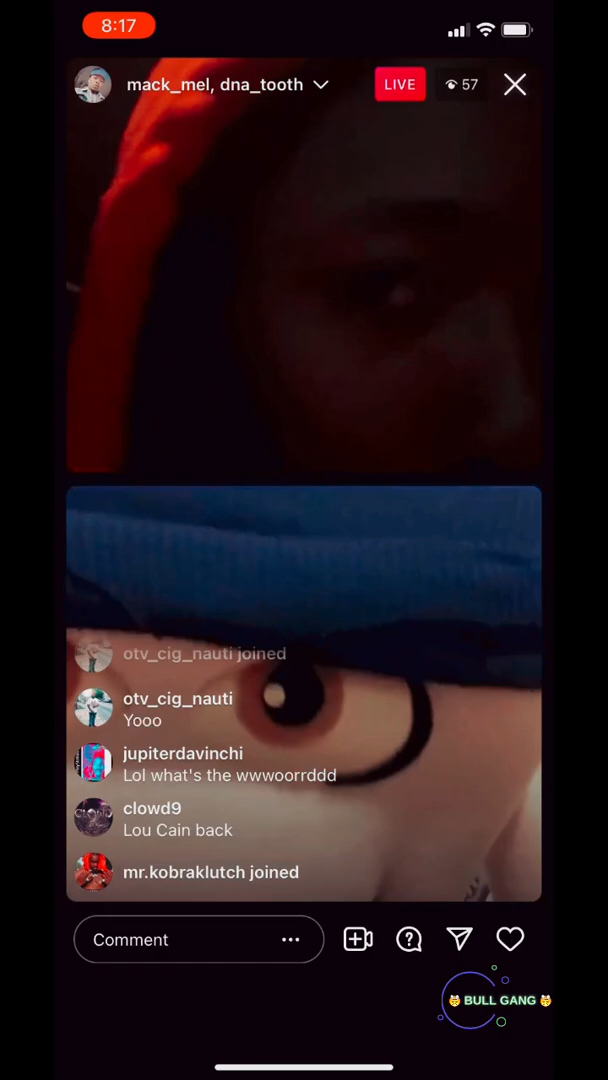 8:17
mack_mel, dna_tooth
LIVE
57
otv_cig_nauti joined
otv_cig_nauti
Yooo
jupiterdavinchi
Lol what's the wwwoorrddd
clowd9
Lou Cain back
mr.kobraklutch joined
Comment
BULL GANG